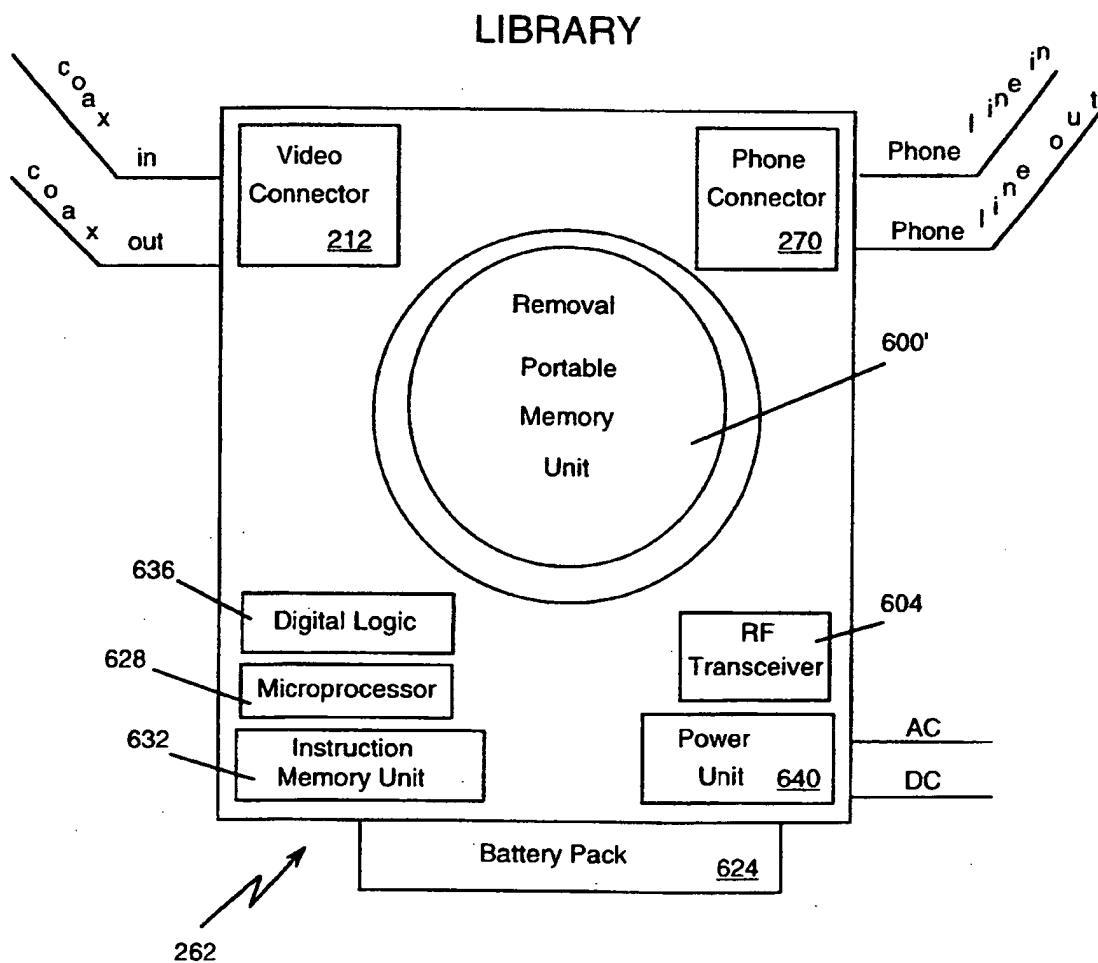 LIBRARY
coax in
coax out
Video
Connector
212
Phone
Connector
270
Phone line in
Phone line out
Removal
Portable
Memory
Unit
600'
636
Digital Logic
628
Microprocessor
632
Instruction
Memory Unit
RF
Transceiver
604
Power
Unit
640
AC
DC
Battery Pack
624
262